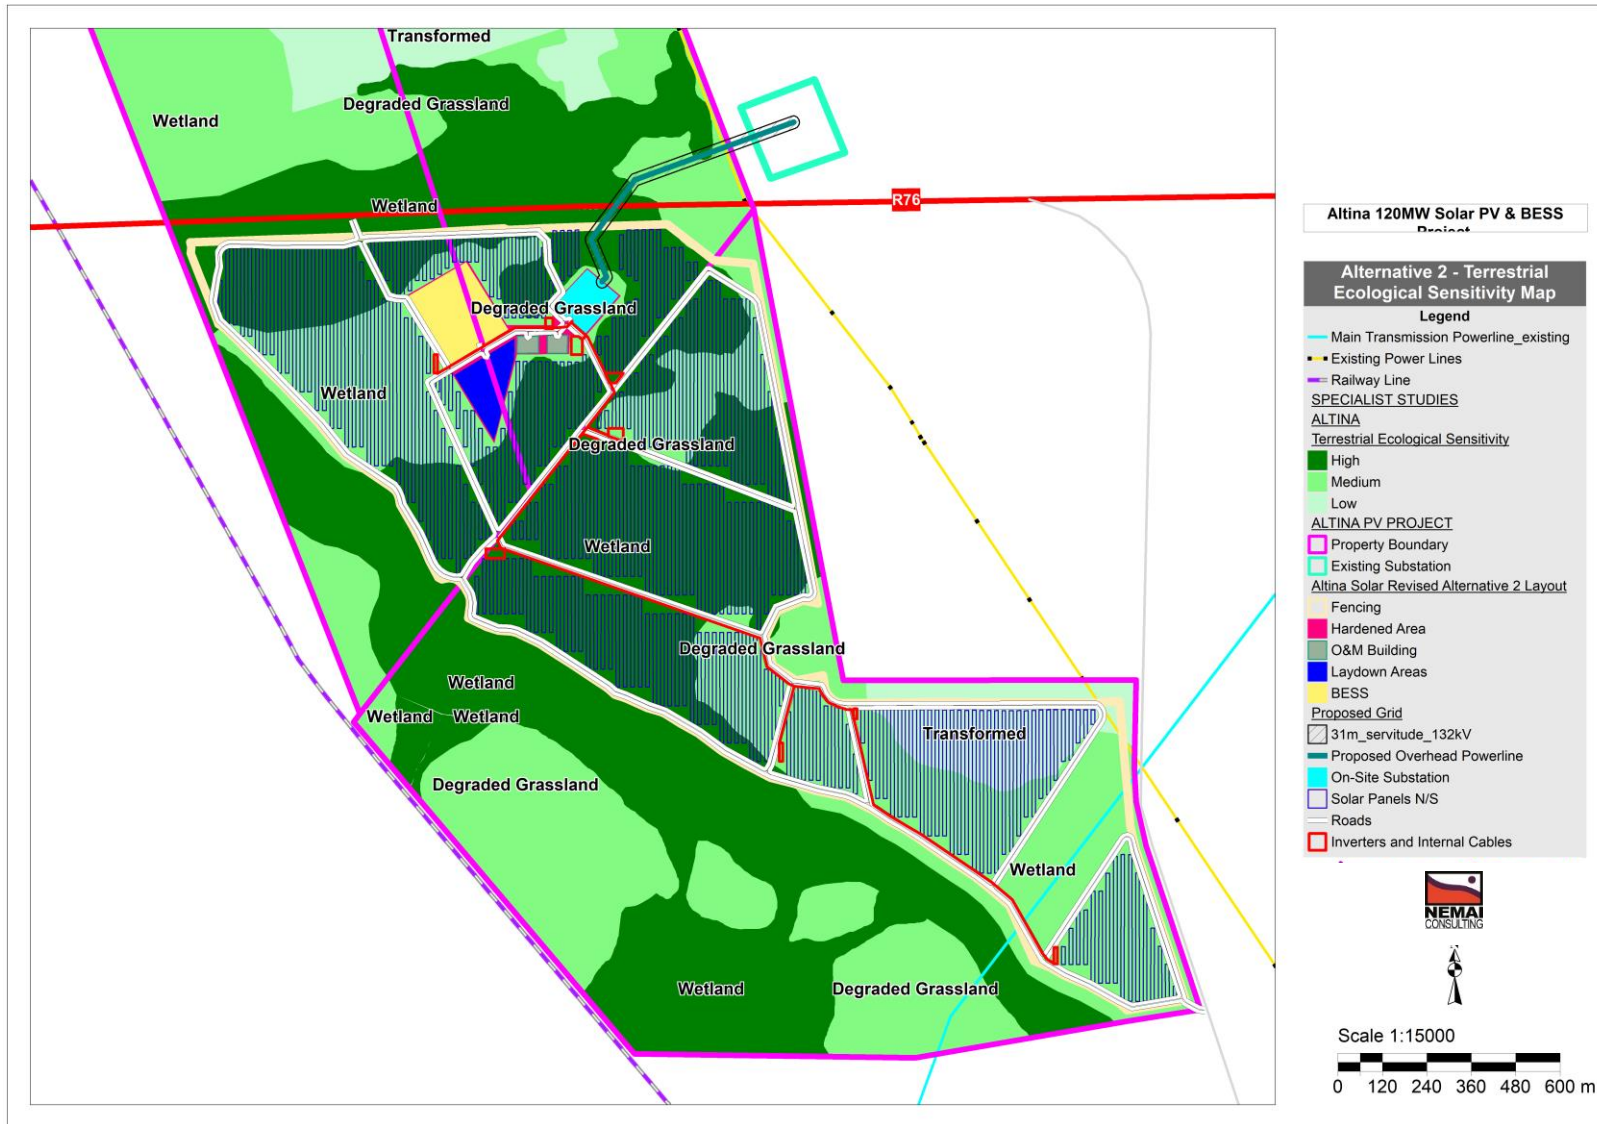 Transformed
Degraded Grassland
Wetland
Wetland
R76
Degraded Grassland
Wetland
Degraded Grassland
Wetland
Degraded Grassland
Wetland
Wetland
Wetland
Transformed
Degraded Grassland
Wetland
Wetland
Degraded Grassland
Altina 120MW Solar PV & BESS
Project
Alternative 2 - Terrestrial
Ecological Sensitivity Map
Legend
Main Transmission Powerline_existing
Existing Power Lines
Railway Line
SPECIALIST STUDIES
ALTINA
Terrestrial Ecological Sensitivity
High
Medium
Low
ALTINA PV PROJECT
Property Boundary
Existing Substation
Altina Solar Revised Alternative 2 Layout
Fencing
Hardened Area
O&M Building
Laydown Areas
BESS
Proposed Grid
31m_servitude_132kV
Proposed Overhead Powerline
On-Site Substation
Solar Panels N/S
Roads
Inverters and Internal Cables
NEMAI
CONSULTING
Scale 1:15000
0 120 240 360 480 600 m